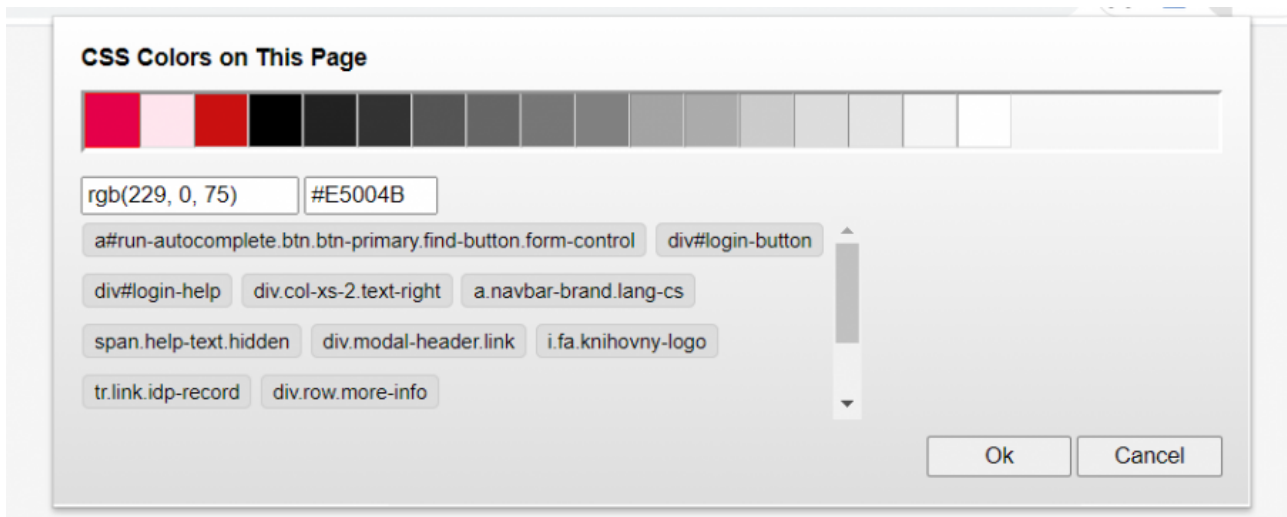 CSS Colors on This Page
rgb(229, 0, 75) #E5004B
a#run-autocomplete.btn.btn-primary.find-button.form-control div#login-button
div#login-help div.col-xs-2.text-right a.navbar-brand.lang-cs
span.help-text.hidden div.modal-header.link i.fa.knihovny-logo
tr.link.idp-record div.row.more-info
Ok Cancel